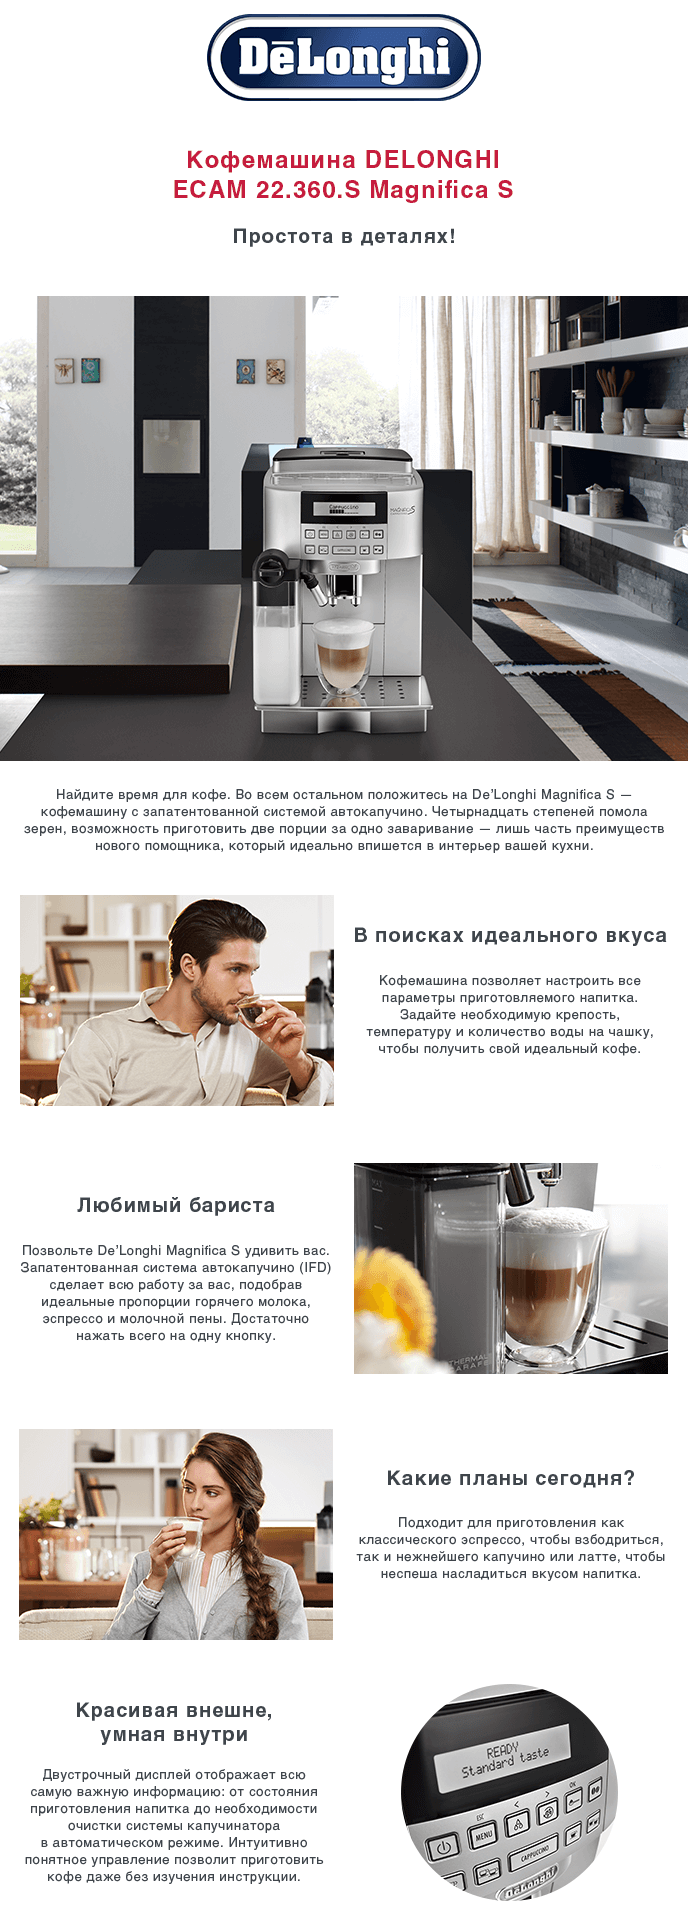 DēLonghi
Кофемашина DELONGHI
ECAM 22.360.S Magnifica S
Простота в деталях!
Cappuccino
MAGNIFICA S
CAPPUCCINO
DēLonghi
Найдите время для кофе. Во всем остальном положитесь на De’Longhi Magnifica S —
кофемашину с запатентованной системой автокапучино. Четырнадцать степеней помола
зерен, возможность приготовить две порции за одно заваривание — лишь часть преимуществ
нового помощника, который идеально впишется в интерьер вашей кухни.
В поисках идеального вкуса
Кофемашина позволяет настроить все
параметры приготовляемого напитка.
Задайте необходимую крепость,
температуру и количество воды на чашку,
чтобы получить свой идеальный кофе.
Любимый бариста
Позвольте De’Longhi Magnifica S удивить вас.
Запатентованная система автокапучино (IFD)
сделает всю работу за вас, подобрав
идеальные пропорции горячего молока,
эспрессо и молочной пены. Достаточно
нажать всего на одну кнопку.
MAX
THERMAL
CARAFE
Какие планы сегодня?
Подходит для приготовления как
классического эспрессо, чтобы взбодриться,
так и нежнейшего капучино или латте, чтобы
неспеша насладиться вкусом напитка.
Красивая внешне,
умная внутри
Двустрочный дисплей отображает всю
самую важную информацию: от состояния
приготовления напитка до необходимости
очистки системы капучинатора
в автоматическом режиме. Интуитивно
понятное управление позволит приготовить
кофе даже без изучения инструкции.
READY
Standard taste
ESC < > OK
MENU
CAPPUCCINO
DēLonghi